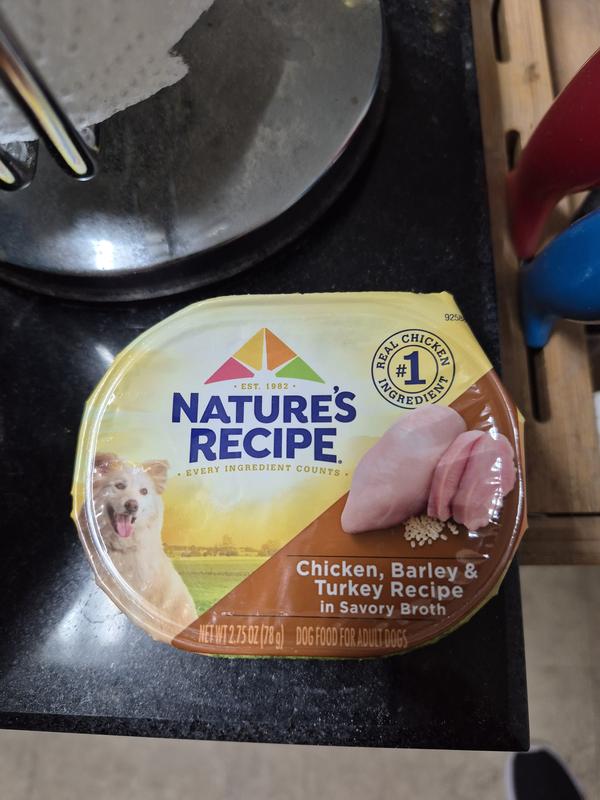 9258
REAL CHICKEN
#1
INGREDIENT
· EST. 1982 ·
NATURE'S
RECIPE®
· EVERY INGREDIENT COUNTS ·
Chicken, Barley &
Turkey Recipe
in Savory Broth
NET WT 2.75 OZ (78 g) DOG FOOD FOR ADULT DOGS